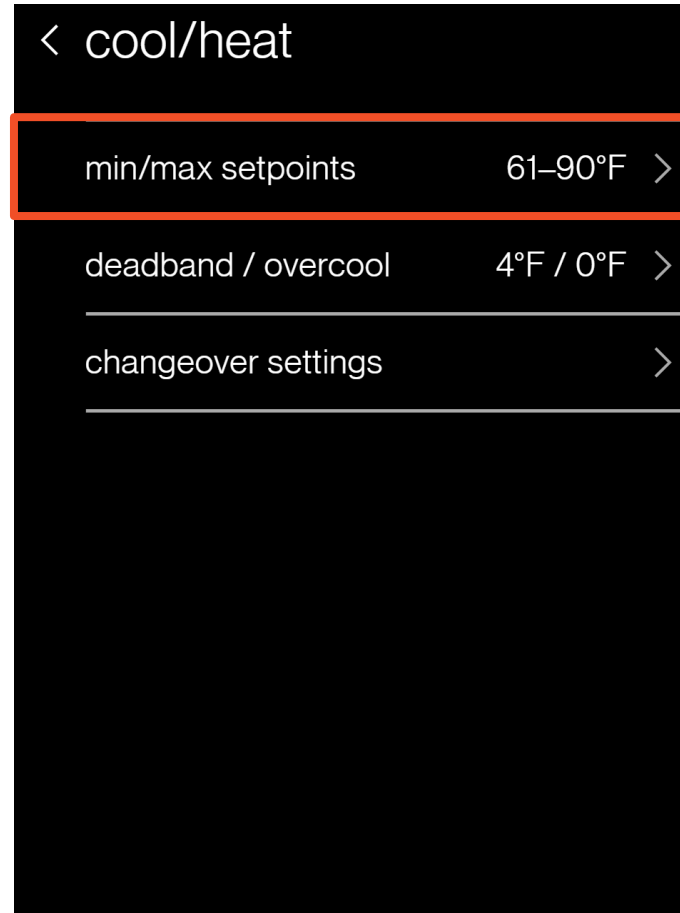 cool/heat
min/max setpoints 61–90°F
deadband / overcool 4°F / 0°F
changeover settings